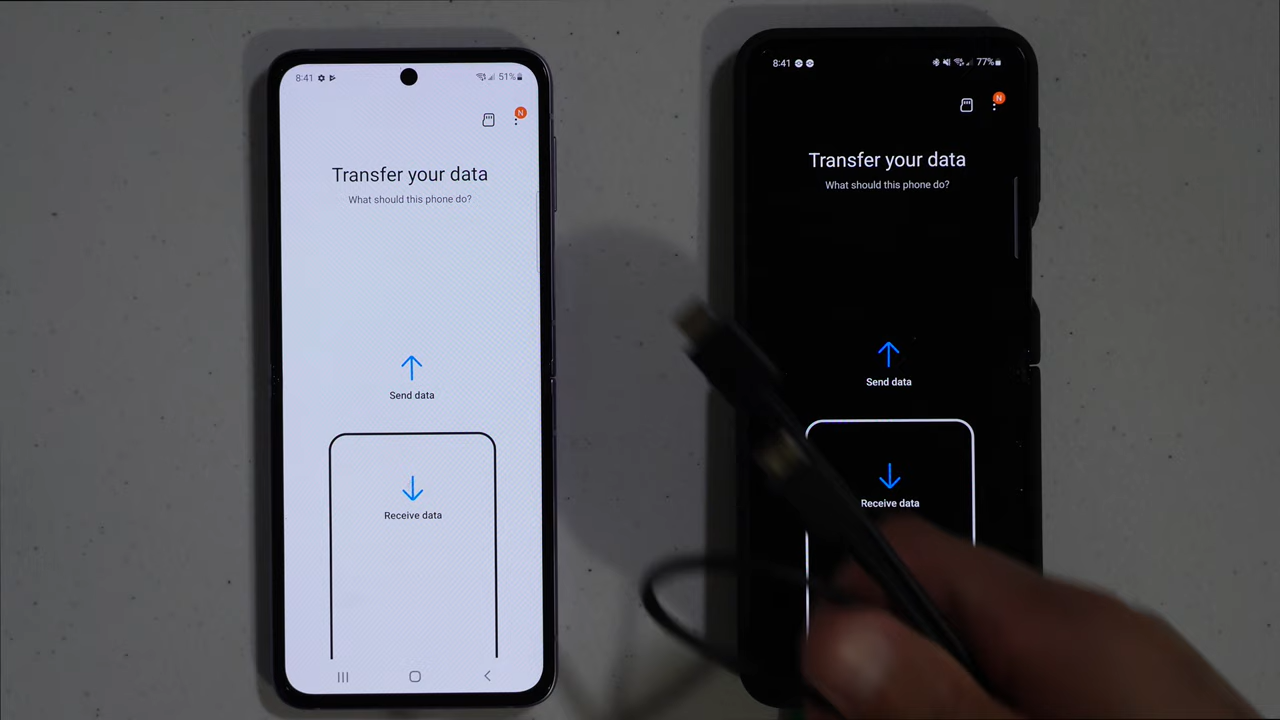 8:41
51%
N
Transfer your data
What should this phone do?
Send data
Receive data
8:41
77%
N
Transfer your data
What should this phone do?
Send data
Receive data